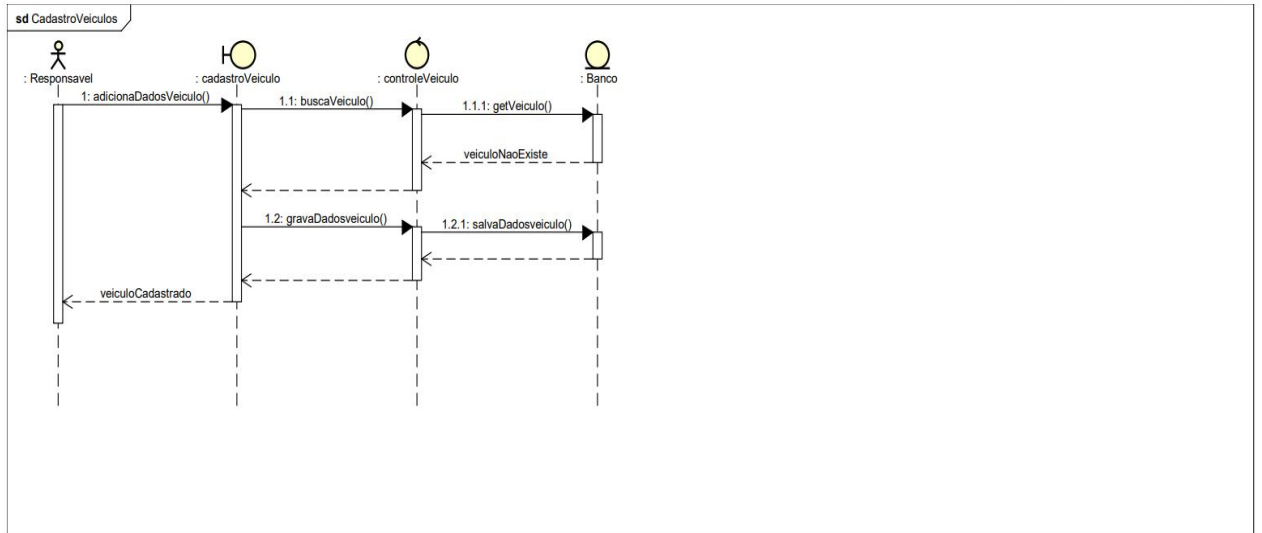 sd CadastroVeiculos
: Responsavel
: cadastroVeiculo
: controleVeiculo
: Banco
1: adicionaDadosVeiculo()
1.1: buscaVeiculo()
1.1.1: getVeiculo()
veiculoNaoExiste
1.2: gravaDadosveiculo()
1.2.1: salvaDadosveiculo()
veiculoCadastrado